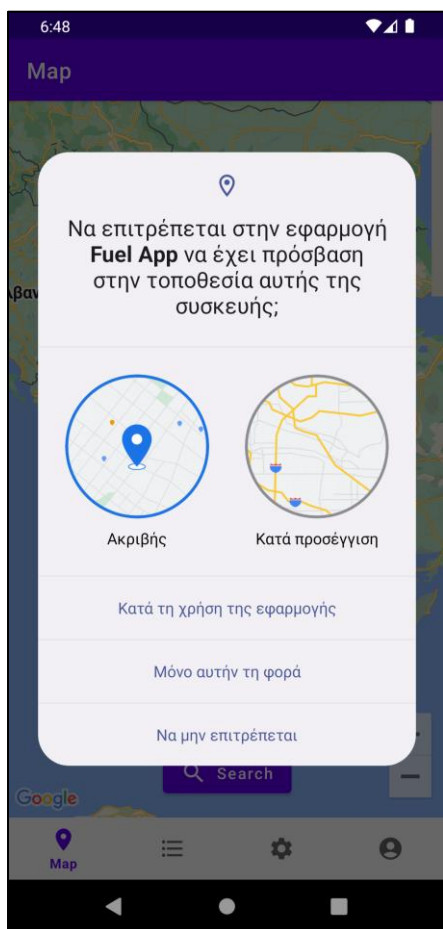 6:48
Map
Να επιτρέπεται στην εφαρμογή
Fuel App να έχει πρόσβαση
στην τοποθεσία αυτής της
συσκευής;
Ακριβής
Κατά προσέγγιση
Κατά τη χρήση της εφαρμογής
Μόνο αυτήν τη φορά
Να μην επιτρέπεται
Search
Google
Map